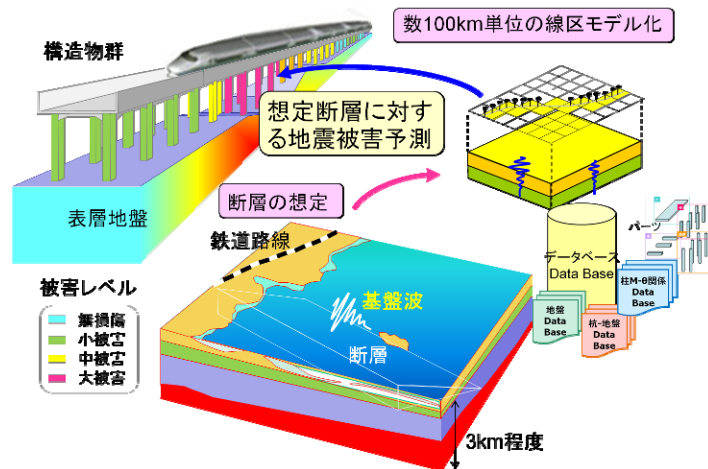 数100km単位の線区モデル化
構造物群
想定断層に対す
る地震被害予測
表層地盤
断層の想定
鉄道路線
パーツ
データベース
Data Base
柱M-θ関係
Data
Base
地盤
Data
Base
杭-地盤
Data
Base
被害レベル
無損傷
小被害
中被害
大被害
基盤波
断層
3km程度